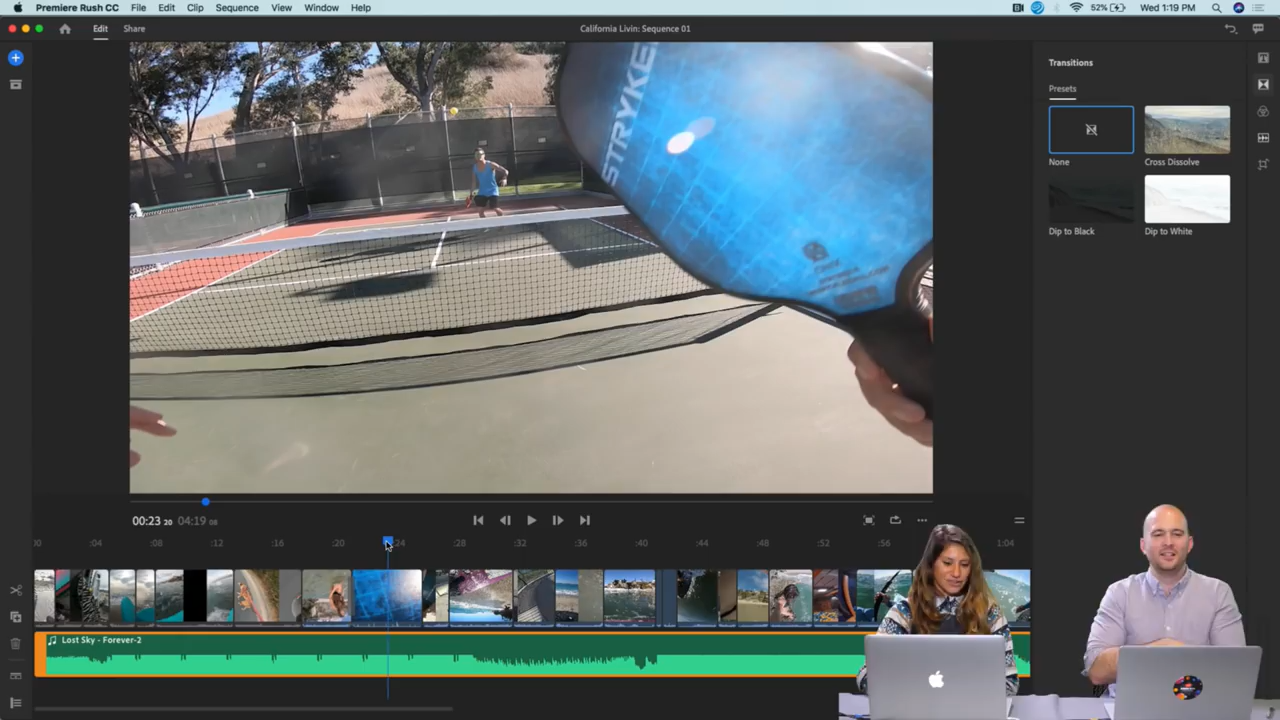 Premiere Rush CC File Edit Clip Sequence View Window Help 52% Wed 1:19 PM
Edit Share California Livin: Sequence 01
Transitions
Presets
None Cross Dissolve
Dip to Black Dip to White
STRYKER
00:23 20 04:19 08
:00 :04 :08 :12 :16 :20 :24 :28 :32 :36 :40 :44 :48 :52 :56 1:04
Lost Sky - Forever-2